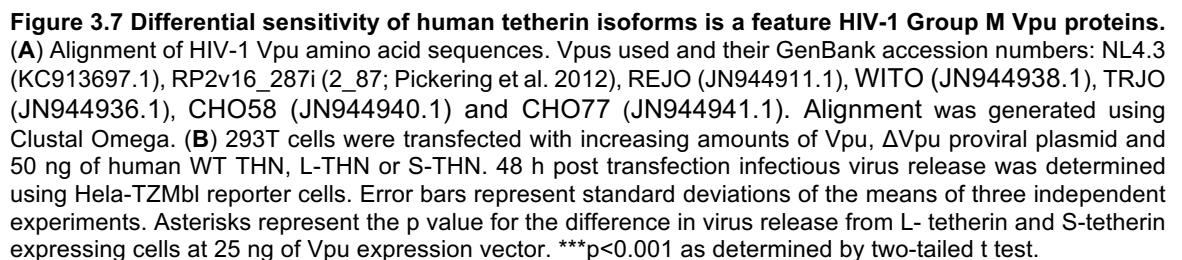 Figure 3.7 Differential sensitivity of human tetherin isoforms is a feature HIV-1 Group M Vpu proteins.
(A) Alignment of HIV-1 Vpu amino acid sequences. Vpus used and their GenBank accession numbers: NL4.3
(KC913697.1), RP2v16_287i (2_87; Pickering et al. 2012), REJO (JN944911.1), WITO (JN944938.1), TRJO
(JN944936.1), CHO58 (JN944940.1) and CHO77 (JN944941.1). Alignment was generated using
Clustal Omega. (B) 293T cells were transfected with increasing amounts of Vpu, ΔVpu proviral plasmid and
50 ng of human WT THN, L-THN or S-THN. 48 h post transfection infectious virus release was determined
using Hela-TZMbl reporter cells. Error bars represent standard deviations of the means of three independent
experiments. Asterisks represent the p value for the difference in virus release from L- tetherin and S-tetherin
expressing cells at 25 ng of Vpu expression vector. ***p<0.001 as determined by two-tailed t test.